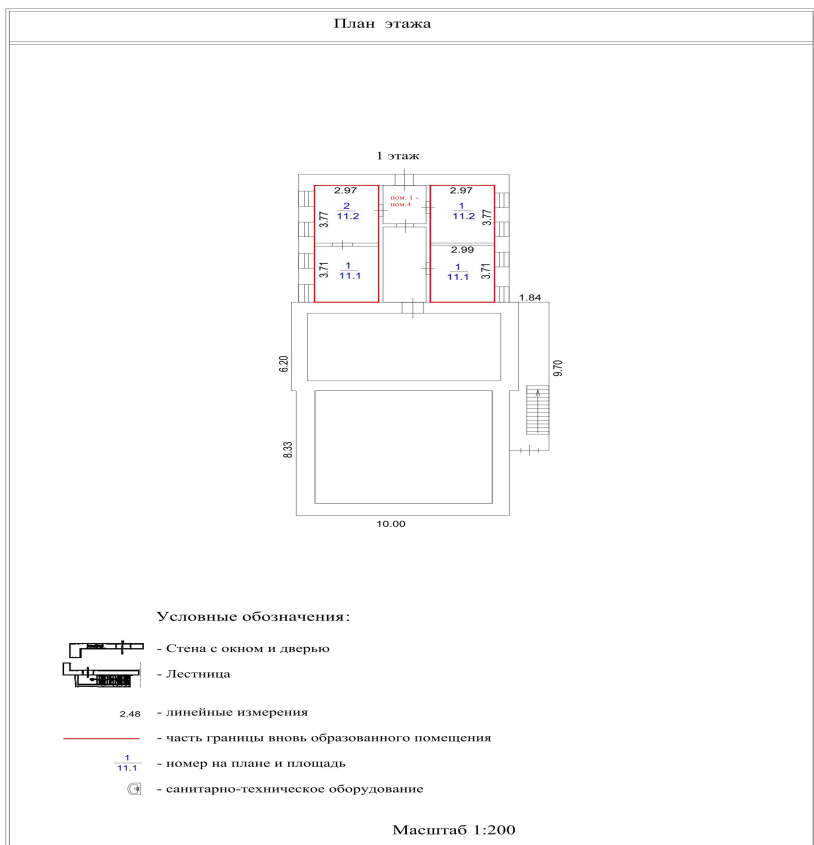 План этажа
1 этаж
2.97
2.97
пом. 1 -
пом.4
2
11.2
3.77
1
11.2
3.77
2.99
1
11.1
3.71
1
11.1
3.71
1.84
6.20
9.70
8.33
10.00
Условные обозначения:
- Стена с окном и дверью
- Лестница
2.48 - линейные измерения
- часть границы вновь образованного помещения
1
11.1 - номер на плане и площадь
- санитарно-техническое оборудование
Масштаб 1:200